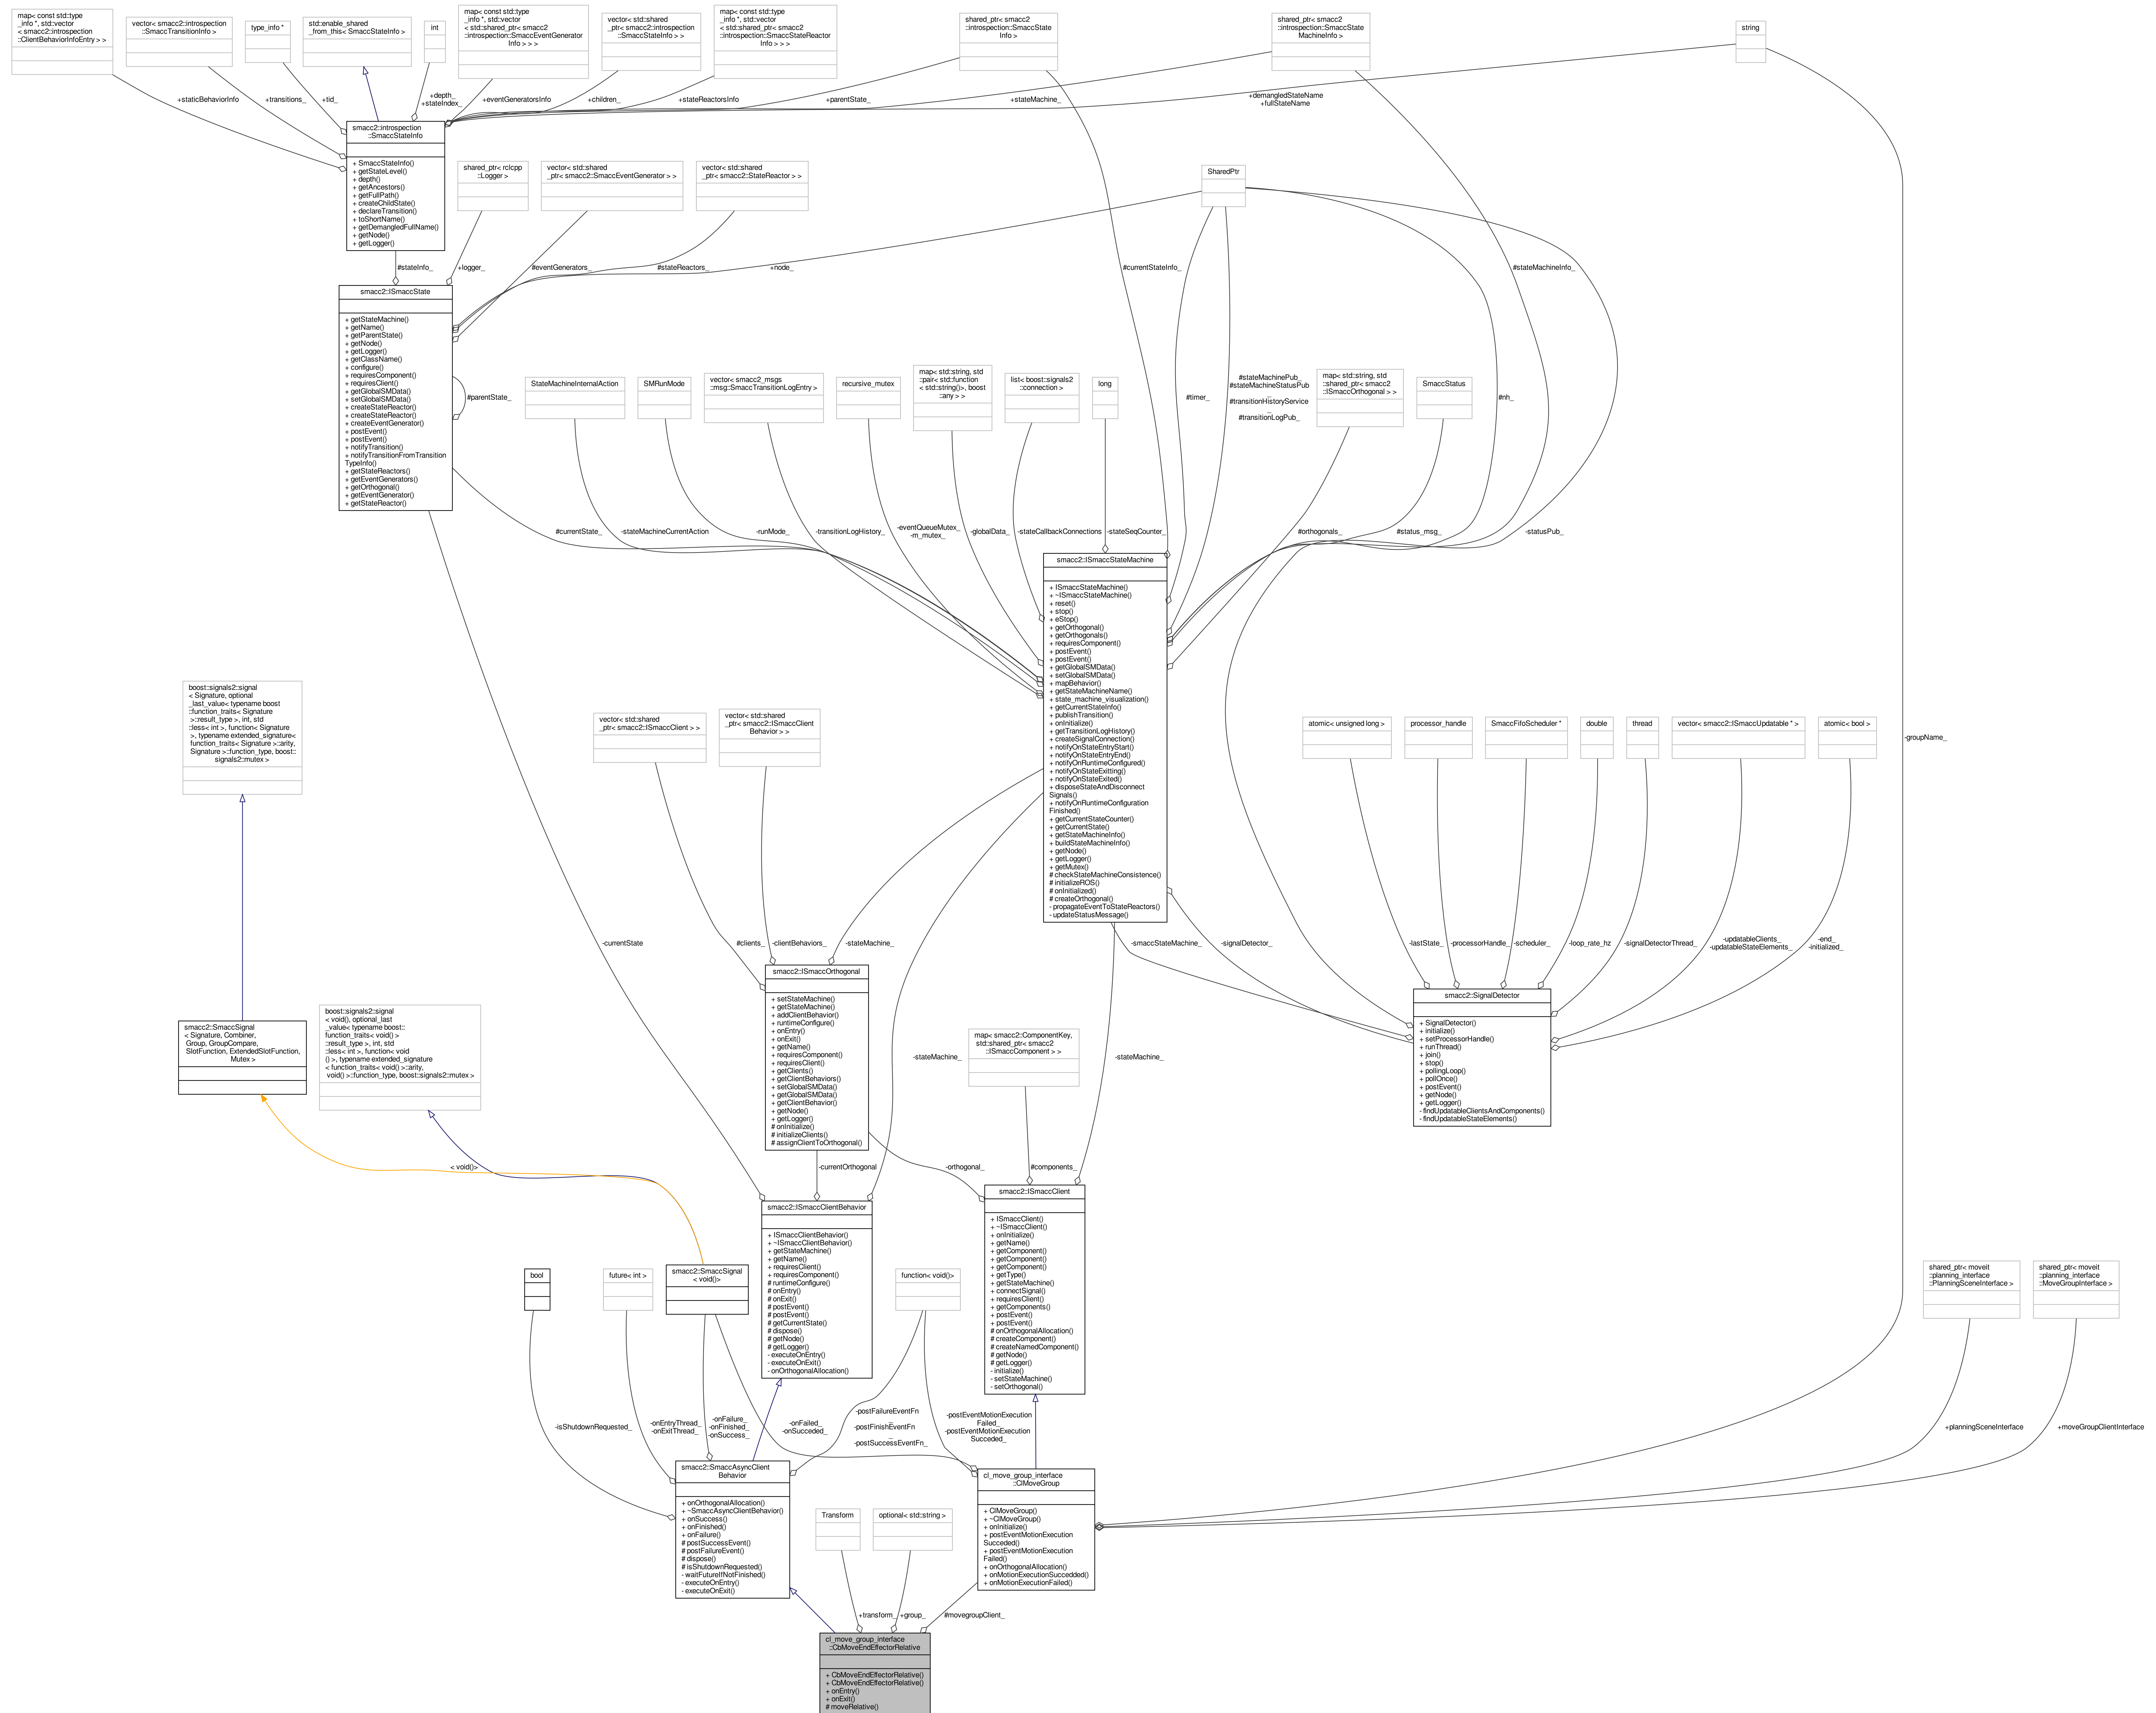 map< const std::type
_info *, std::vector
< smacc2::introspection
::ClientBehaviorInfoEntry > >
vector< smacc2::introspection
::SmaccTransitionInfo >
type_info *
std::enable_shared
_from_this< SmaccStateInfo >
int
map< const std::type
_info *, std::vector
< std::shared_ptr< smacc2
::introspection::SmaccEventGenerator
Info > > >
vector< std::shared
_ptr< smacc2::introspection
::SmaccStateInfo > >
map< const std::type
_info *, std::vector
< std::shared_ptr< smacc2
::introspection::SmaccStateReactor
Info > > >
shared_ptr< smacc2
::introspection::SmaccState
Info >
shared_ptr< smacc2
::introspection::SmaccState
MachineInfo >
string
+staticBehaviorInfo
+transitions_
+tid_
+depth_
+stateIndex_
+eventGeneratorsInfo
+children_
+stateReactorsInfo
+parentState_
+stateMachine_
+demangledStateName
+fullStateName
smacc2::introspection
::SmaccStateInfo
+ SmaccStateInfo()
+ getStateLevel()
+ depth()
+ getAncestors()
+ getFullPath()
+ createChildState()
+ declareTransition()
+ toShortName()
+ getDemangledFullName()
+ getNode()
+ getLogger()
shared_ptr< rclcpp
::Logger >
vector< std::shared
_ptr< smacc2::SmaccEventGenerator > >
vector< std::shared
_ptr< smacc2::StateReactor > >
SharedPtr
#stateInfo_
+logger_
#eventGenerators_
#stateReactors_
+node_
#currentStateInfo_
#stateMachineInfo_
smacc2::ISmaccState
+ getStateMachine()
+ getName()
+ getParentState()
+ getNode()
+ getLogger()
+ getClassName()
+ configure()
+ requiresComponent()
+ requiresClient()
+ getGlobalSMData()
+ setGlobalSMData()
+ createStateReactor()
+ createStateReactor()
+ createEventGenerator()
+ postEvent()
+ postEvent()
+ notifyTransition()
+ notifyTransitionFromTransition
TypeInfo()
+ getStateReactors()
+ getEventGenerators()
+ getOrthogonal()
+ getEventGenerator()
+ getStateReactor()
#parentState_
StateMachineInternalAction
SMRunMode
vector< smacc2_msgs
::msg::SmaccTransitionLogEntry >
recursive_mutex
map< std::string, std
::pair< std::function
< std::string()>, boost
::any > >
list< boost::signals2
::connection >
long
#timer_
#stateMachinePub_
#stateMachineStatusPub
_
#transitionHistoryService
_
#transitionLogPub_
map< std::string, std
::shared_ptr< smacc2
::ISmaccOrthogonal > >
SmaccStatus
#nh_
#currentState_
-stateMachineCurrentAction
-runMode_
-transitionLogHistory_
-eventQueueMutex_
-m_mutex_
-globalData_
-stateCallbackConnections
-stateSeqCounter_
#orthogonals_
#status_msg_
-statusPub_
smacc2::ISmaccStateMachine
+ ISmaccStateMachine()
+ ~ISmaccStateMachine()
+ reset()
+ stop()
+ eStop()
+ getOrthogonal()
+ getOrthogonals()
+ requiresComponent()
+ postEvent()
+ postEvent()
+ getGlobalSMData()
+ setGlobalSMData()
+ mapBehavior()
+ getStateMachineName()
+ state_machine_visualization()
+ getCurrentStateInfo()
+ publishTransition()
+ onInitialize()
+ getTransitionLogHistory()
+ createSignalConnection()
+ notifyOnStateEntryStart()
+ notifyOnStateEntryEnd()
+ notifyOnRuntimeConfigured()
+ notifyOnStateExitting()
+ notifyOnStateExited()
+ disposeStateAndDisconnect
Signals()
+ notifyOnRuntimeConfiguration
Finished()
+ getCurrentStateCounter()
+ getCurrentState()
+ getStateMachineInfo()
+ buildStateMachineInfo()
+ getNode()
+ getLogger()
+ getMutex()
# checkStateMachineConsistence()
# initializeROS()
# onInitialized()
# createOrthogonal()
- propagateEventToStateReactors()
- updateStatusMessage()
boost::signals2::signal
< Signature, optional
_last_value< typename boost
::function_traits< Signature
>::result_type >, int, std
::less< int >, function< Signature
>, typename extended_signature<
function_traits< Signature >::arity,
Signature >::function_type, boost::
signals2::mutex >
vector< std::shared
_ptr< smacc2::ISmaccClient > >
vector< std::shared
_ptr< smacc2::ISmaccClient
Behavior > >
atomic< unsigned long >
processor_handle
SmaccFifoScheduler *
double
thread
vector< smacc2::ISmaccUpdatable * >
atomic< bool >
-groupName_
-currentState
#clients_
-clientBehaviors_
-stateMachine_
-smaccStateMachine_
-signalDetector_
-lastState_
-processorHandle_
-scheduler_
-loop_rate_hz
-signalDetectorThread_
-updatableClients_
-updatableStateElements_
-end_
-initialized_
smacc2::ISmaccOrthogonal
+ setStateMachine()
+ getStateMachine()
+ addClientBehavior()
+ runtimeConfigure()
+ onEntry()
+ onExit()
+ getName()
+ requiresComponent()
+ requiresClient()
+ getClients()
+ getClientBehaviors()
+ setGlobalSMData()
+ getGlobalSMData()
+ getClientBehavior()
+ getNode()
+ getLogger()
# onInitialize()
# initializeClients()
# assignClientToOrthogonal()
smacc2::SignalDetector
+ SignalDetector()
+ initialize()
+ setProcessorHandle()
+ runThread()
+ join()
+ stop()
+ pollingLoop()
+ pollOnce()
+ postEvent()
+ getNode()
+ getLogger()
- findUpdatableClientsAndComponents()
- findUpdatableStateElements()
smacc2::SmaccSignal
< Signature, Combiner,
Group, GroupCompare,
SlotFunction, ExtendedSlotFunction,
Mutex >
boost::signals2::signal
< void(), optional_last
_value< typename boost::
function_traits< void() >
::result_type >, int, std
::less< int >, function< void
() >, typename extended_signature
< function_traits< void() >::arity,
void() >::function_type, boost::signals2::mutex >
map< smacc2::ComponentKey,
std::shared_ptr< smacc2
::ISmaccComponent > >
-stateMachine_
-stateMachine_
< void()>
-currentOrthogonal
-orthogonal_
#components_
smacc2::ISmaccClientBehavior
+ ISmaccClientBehavior()
+ ~ISmaccClientBehavior()
+ getStateMachine()
+ getName()
+ requiresClient()
+ requiresComponent()
# runtimeConfigure()
# onEntry()
# onExit()
# postEvent()
# postEvent()
# getCurrentState()
# dispose()
# getNode()
# getLogger()
- executeOnEntry()
- executeOnExit()
- onOrthogonalAllocation()
smacc2::ISmaccClient
+ ISmaccClient()
+ ~ISmaccClient()
+ onInitialize()
+ getName()
+ getComponent()
+ getComponent()
+ getComponent()
+ getType()
+ getStateMachine()
+ connectSignal()
+ requiresClient()
+ getComponents()
+ postEvent()
+ postEvent()
# onOrthogonalAllocation()
# createComponent()
# createNamedComponent()
# getNode()
# getLogger()
- initialize()
- setStateMachine()
- setOrthogonal()
bool
future< int >
smacc2::SmaccSignal
< void()>
function< void()>
shared_ptr< moveit
::planning_interface
::PlanningSceneInterface >
shared_ptr< moveit
::planning_interface
::MoveGroupInterface >
-isShutdownRequested_
-onEntryThread_
-onExitThread_
-onFailure_
-onFinished_
-onSuccess_
-onFailed_
-onSucceded_
-postFailureEventFn
_
-postFinishEventFn
_
-postSuccessEventFn_
-postEventMotionExecution
Failed_
-postEventMotionExecution
Succeded_
+planningSceneInterface
+moveGroupClientInterface
smacc2::SmaccAsyncClient
Behavior
+ onOrthogonalAllocation()
+ ~SmaccAsyncClientBehavior()
+ onSuccess()
+ onFinished()
+ onFailure()
# postSuccessEvent()
# postFailureEvent()
# dispose()
# isShutdownRequested()
- waitFutureIfNotFinished()
- executeOnEntry()
- executeOnExit()
Transform
optional< std::string >
cl_move_group_interface
::ClMoveGroup
+ ClMoveGroup()
+ ~ClMoveGroup()
+ onInitialize()
+ postEventMotionExecution
Succeded()
+ postEventMotionExecution
Failed()
+ onOrthogonalAllocation()
+ onMotionExecutionSuccedded()
+ onMotionExecutionFailed()
+transform_
+group_
#movegroupClient_
cl_move_group_interface
::CbMoveEndEffectorRelative
+ CbMoveEndEffectorRelative()
+ CbMoveEndEffectorRelative()
+ onEntry()
+ onExit()
# moveRelative()